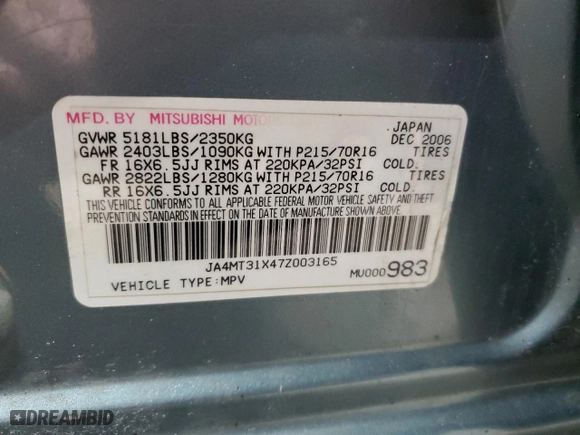 MFD. BY MITSUBISHI MOTORS
JAPAN
GVWR 5181LBS/2350KG
DEC 2006
GAWR 2403LBS/1090KG WITH P215/70R16 TIRES
FR 16X6.5JJ RIMS AT 220KPA/32PSI COLD.
GAWR 2822LBS/1280KG WITH P215/70R16 TIRES
RR 16X6.5JJ RIMS AT 220KPA/32PSI COLD.
THIS VEHICLE CONFORMS TO ALL APPLICABLE FEDERAL MOTOR VEHICLE SAFETY AND THEFT
PREVENTION STANDARDS IN EFFECT ON THE DATE OF MANUFACTURE SHOWN ABOVE.
JA4MT31X47Z003165
MU000983
VEHICLE TYPE:MPV
DREAMBID